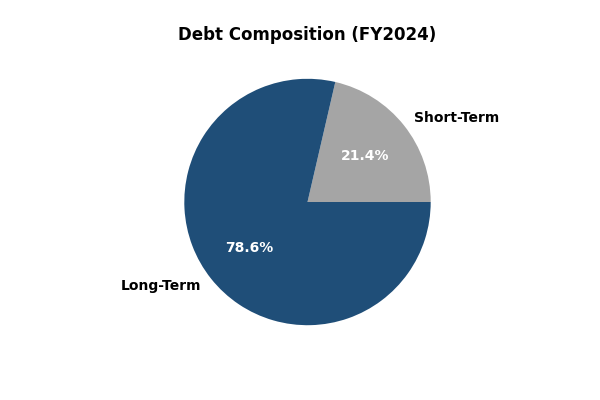 Debt Composition (FY2024)
Short-Term
21.4%
78.6%
Long-Term